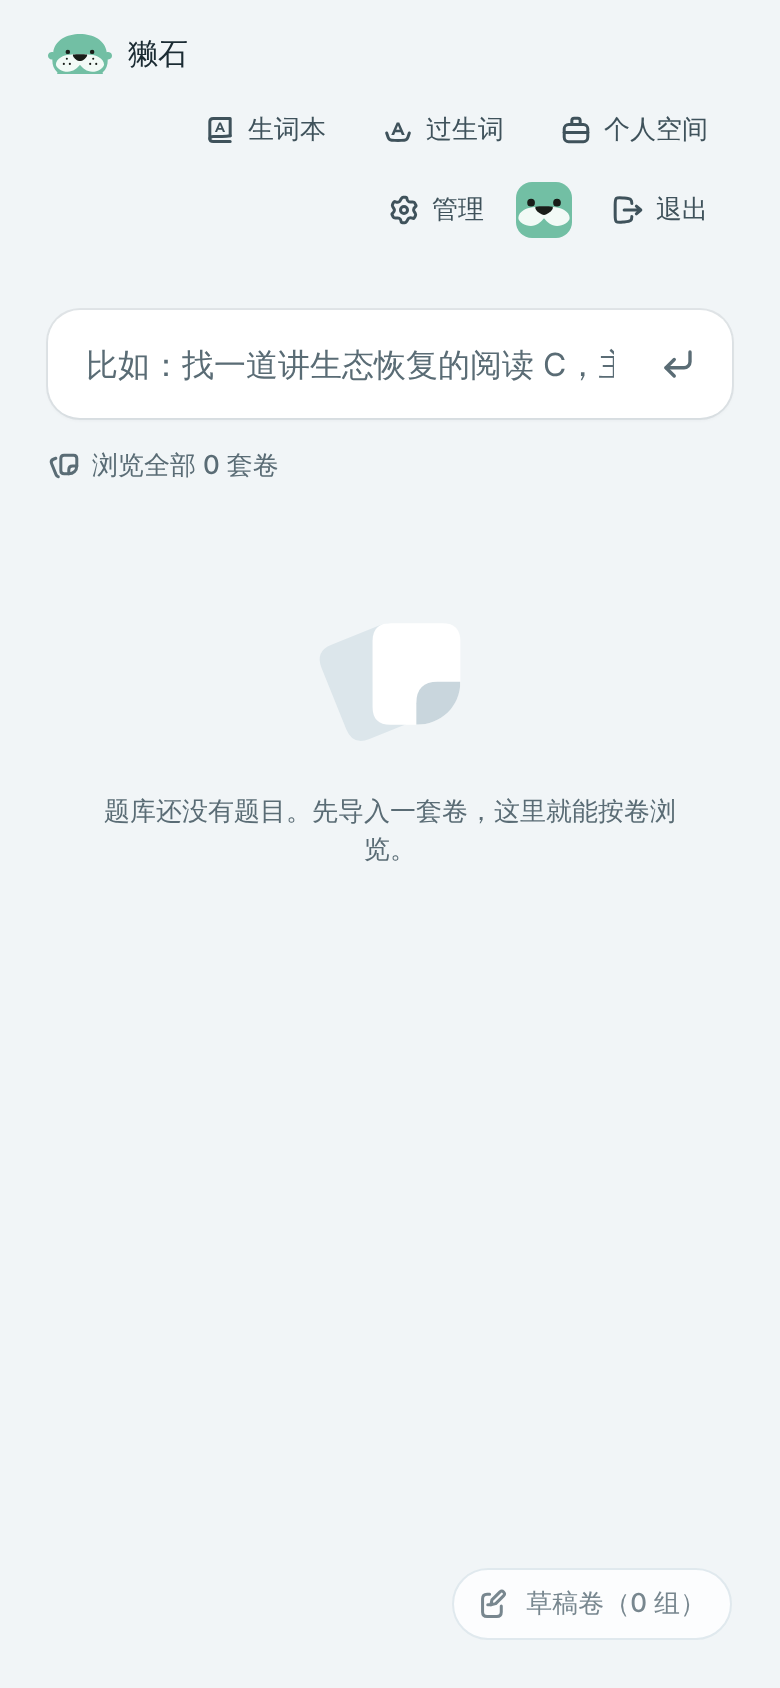 獭石
生词本 过生词 个人空间
管理 退出
比如：找一道讲生态恢复的阅读 C，
浏览全部 0 套卷
题库还没有题目。先导入一套卷，这里就能按卷浏
览。
草稿卷（0 组）